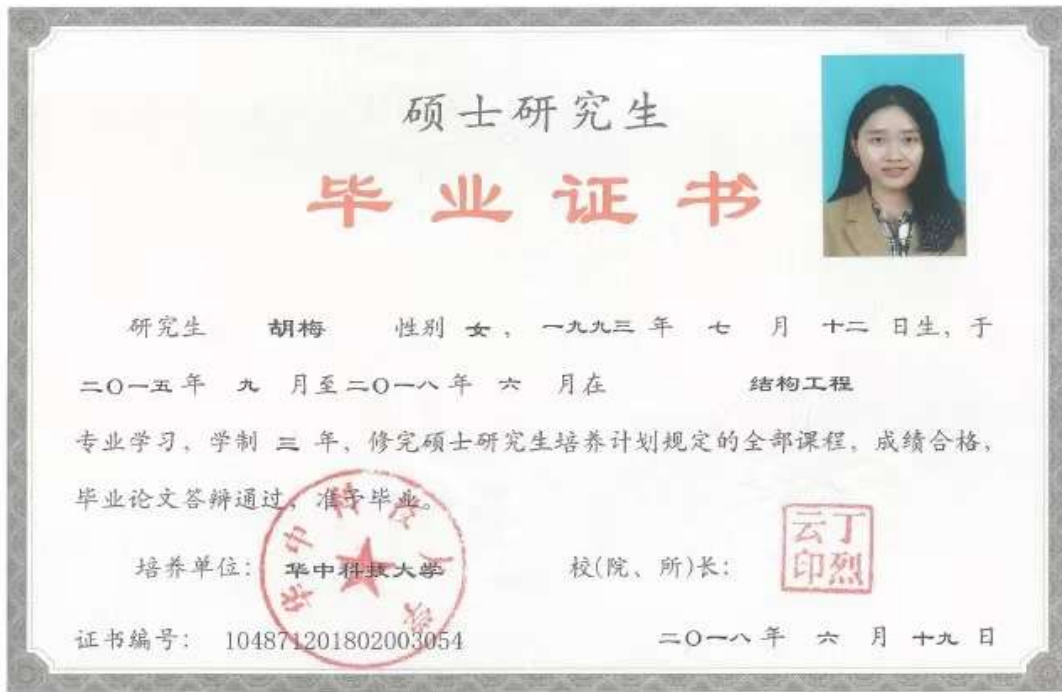 硕士研究生
毕业证书
研究生 胡梅 性别 女，一九九三 年 七 月 十二 日生，于
二〇一五 年 九 月至二〇一八 年 六 月在 结构工程
专业学习，学制 三 年，修完硕士研究生培养计划规定的全部课程，成绩合格，
毕业论文答辩通过，准予毕业。
培养单位：华中科技大学 校(院、所)长：
华中科技大学
丁烈云印
证书编号：104871201802003054 二〇一八 年 六 月 十九 日